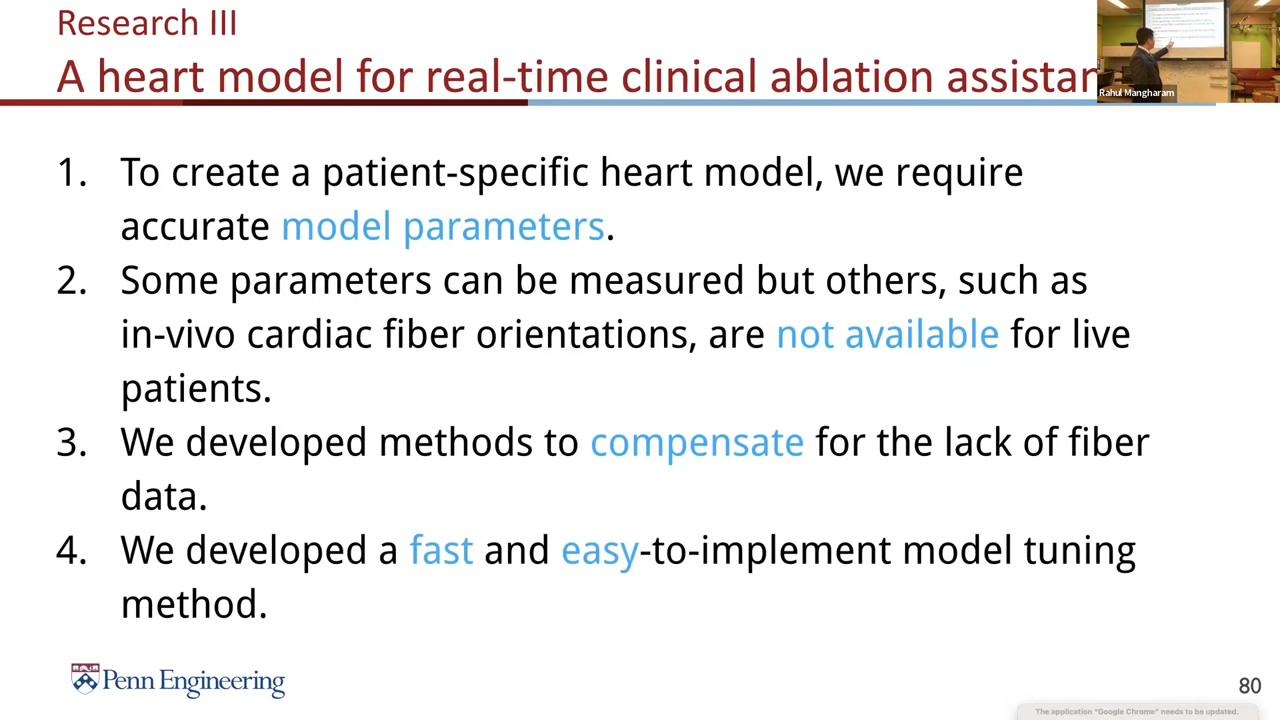 Research III
A heart model for real-time clinical ablation assistan
Rahul Mangharam
1. To create a patient-specific heart model, we require
accurate model parameters.
2. Some parameters can be measured but others, such as
in-vivo cardiac fiber orientations, are not available for live
patients.
3. We developed methods to compensate for the lack of fiber
data.
4. We developed a fast and easy-to-implement model tuning
method.
Penn Engineering
80
The application "Google Chrome" needs to be updated.